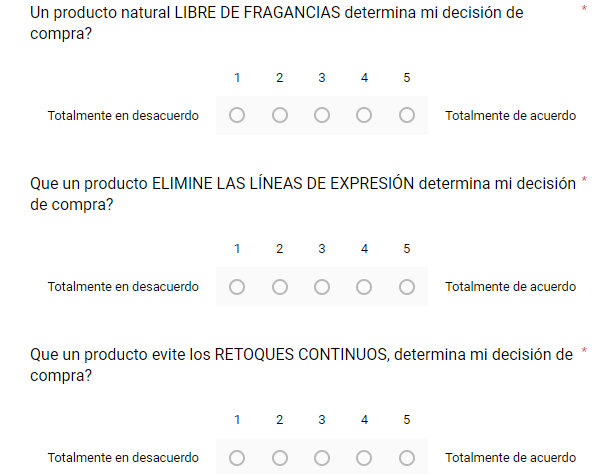 Un producto natural LIBRE DE FRAGANCIAS determina mi decisión de *
compra?
1 2 3 4 5
Totalmente en desacuerdo Totalmente de acuerdo
Que un producto ELIMINE LAS LÍNEAS DE EXPRESIÓN determina mi decisión *
de compra?
1 2 3 4 5
Totalmente en desacuerdo Totalmente de acuerdo
Que un producto evite los RETOQUES CONTINUOS, determina mi decisión de *
compra?
1 2 3 4 5
Totalmente en desacuerdo Totalmente de acuerdo